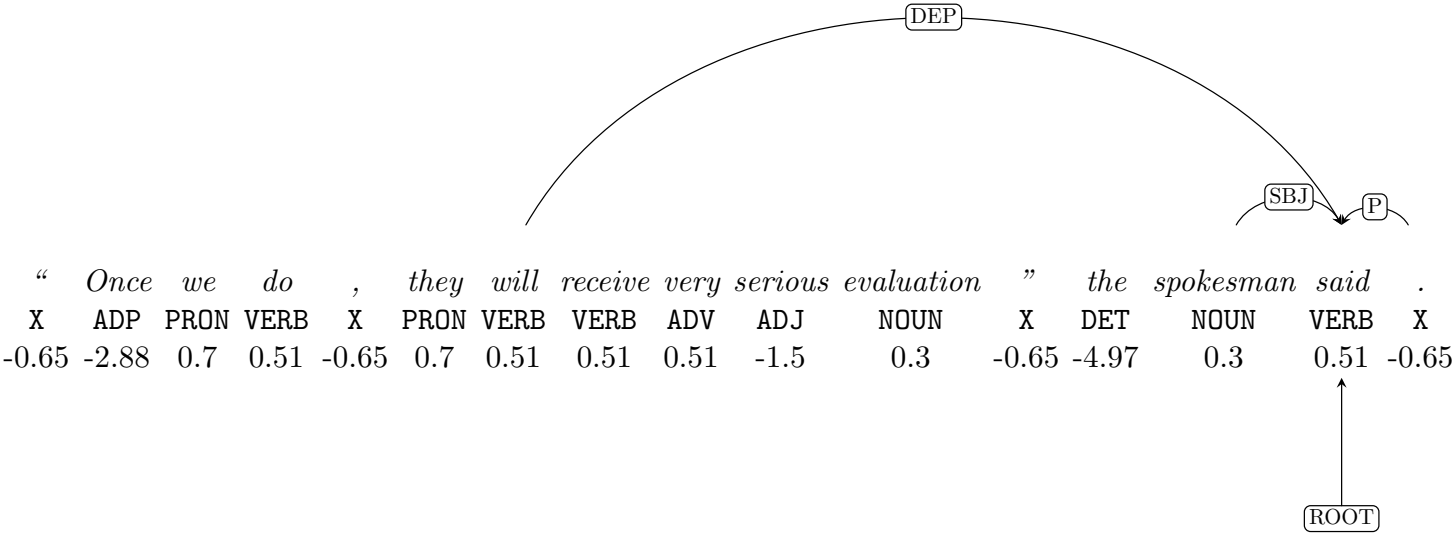 DEP
SBJ P
“ Once we do , they will receive very serious evaluation ” the spokesman said .
X ADP PRON VERB X PRON VERB VERB ADV ADJ NOUN X DET NOUN VERB X
-0.65 -2.88 0.7 0.51 -0.65 0.7 0.51 0.51 0.51 -1.5 0.3 -0.65 -4.97 0.3 0.51 -0.65
ROOT